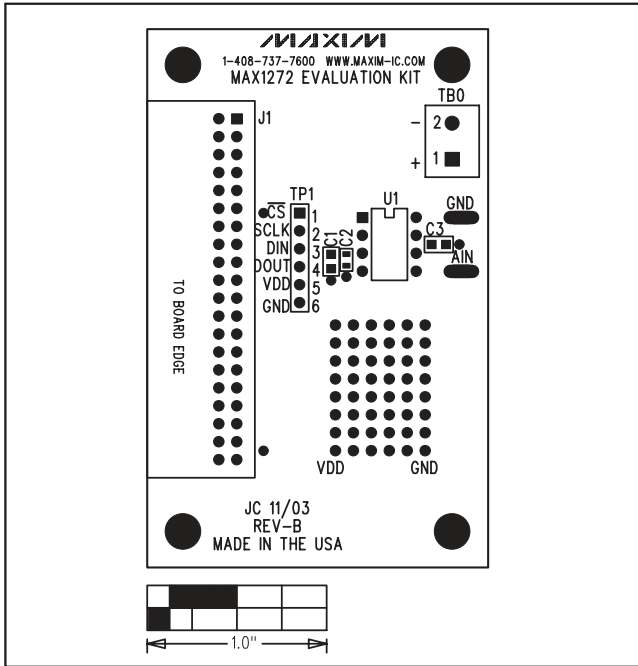 MAXIM
1-408-737-7600 WWW.MAXIM-IC.COM
MAX1272 EVALUATION KIT
TB0
- 2
+ 1
J1
TP1
CS 1
SCLK 2
DIN 3
DOUT 4
VDD 5
GND 6
C1
C2
U1
GND
C3
AIN
TO BOARD EDGE
VDD GND
JC 11/03
REV-B
MADE IN THE USA
1.0"